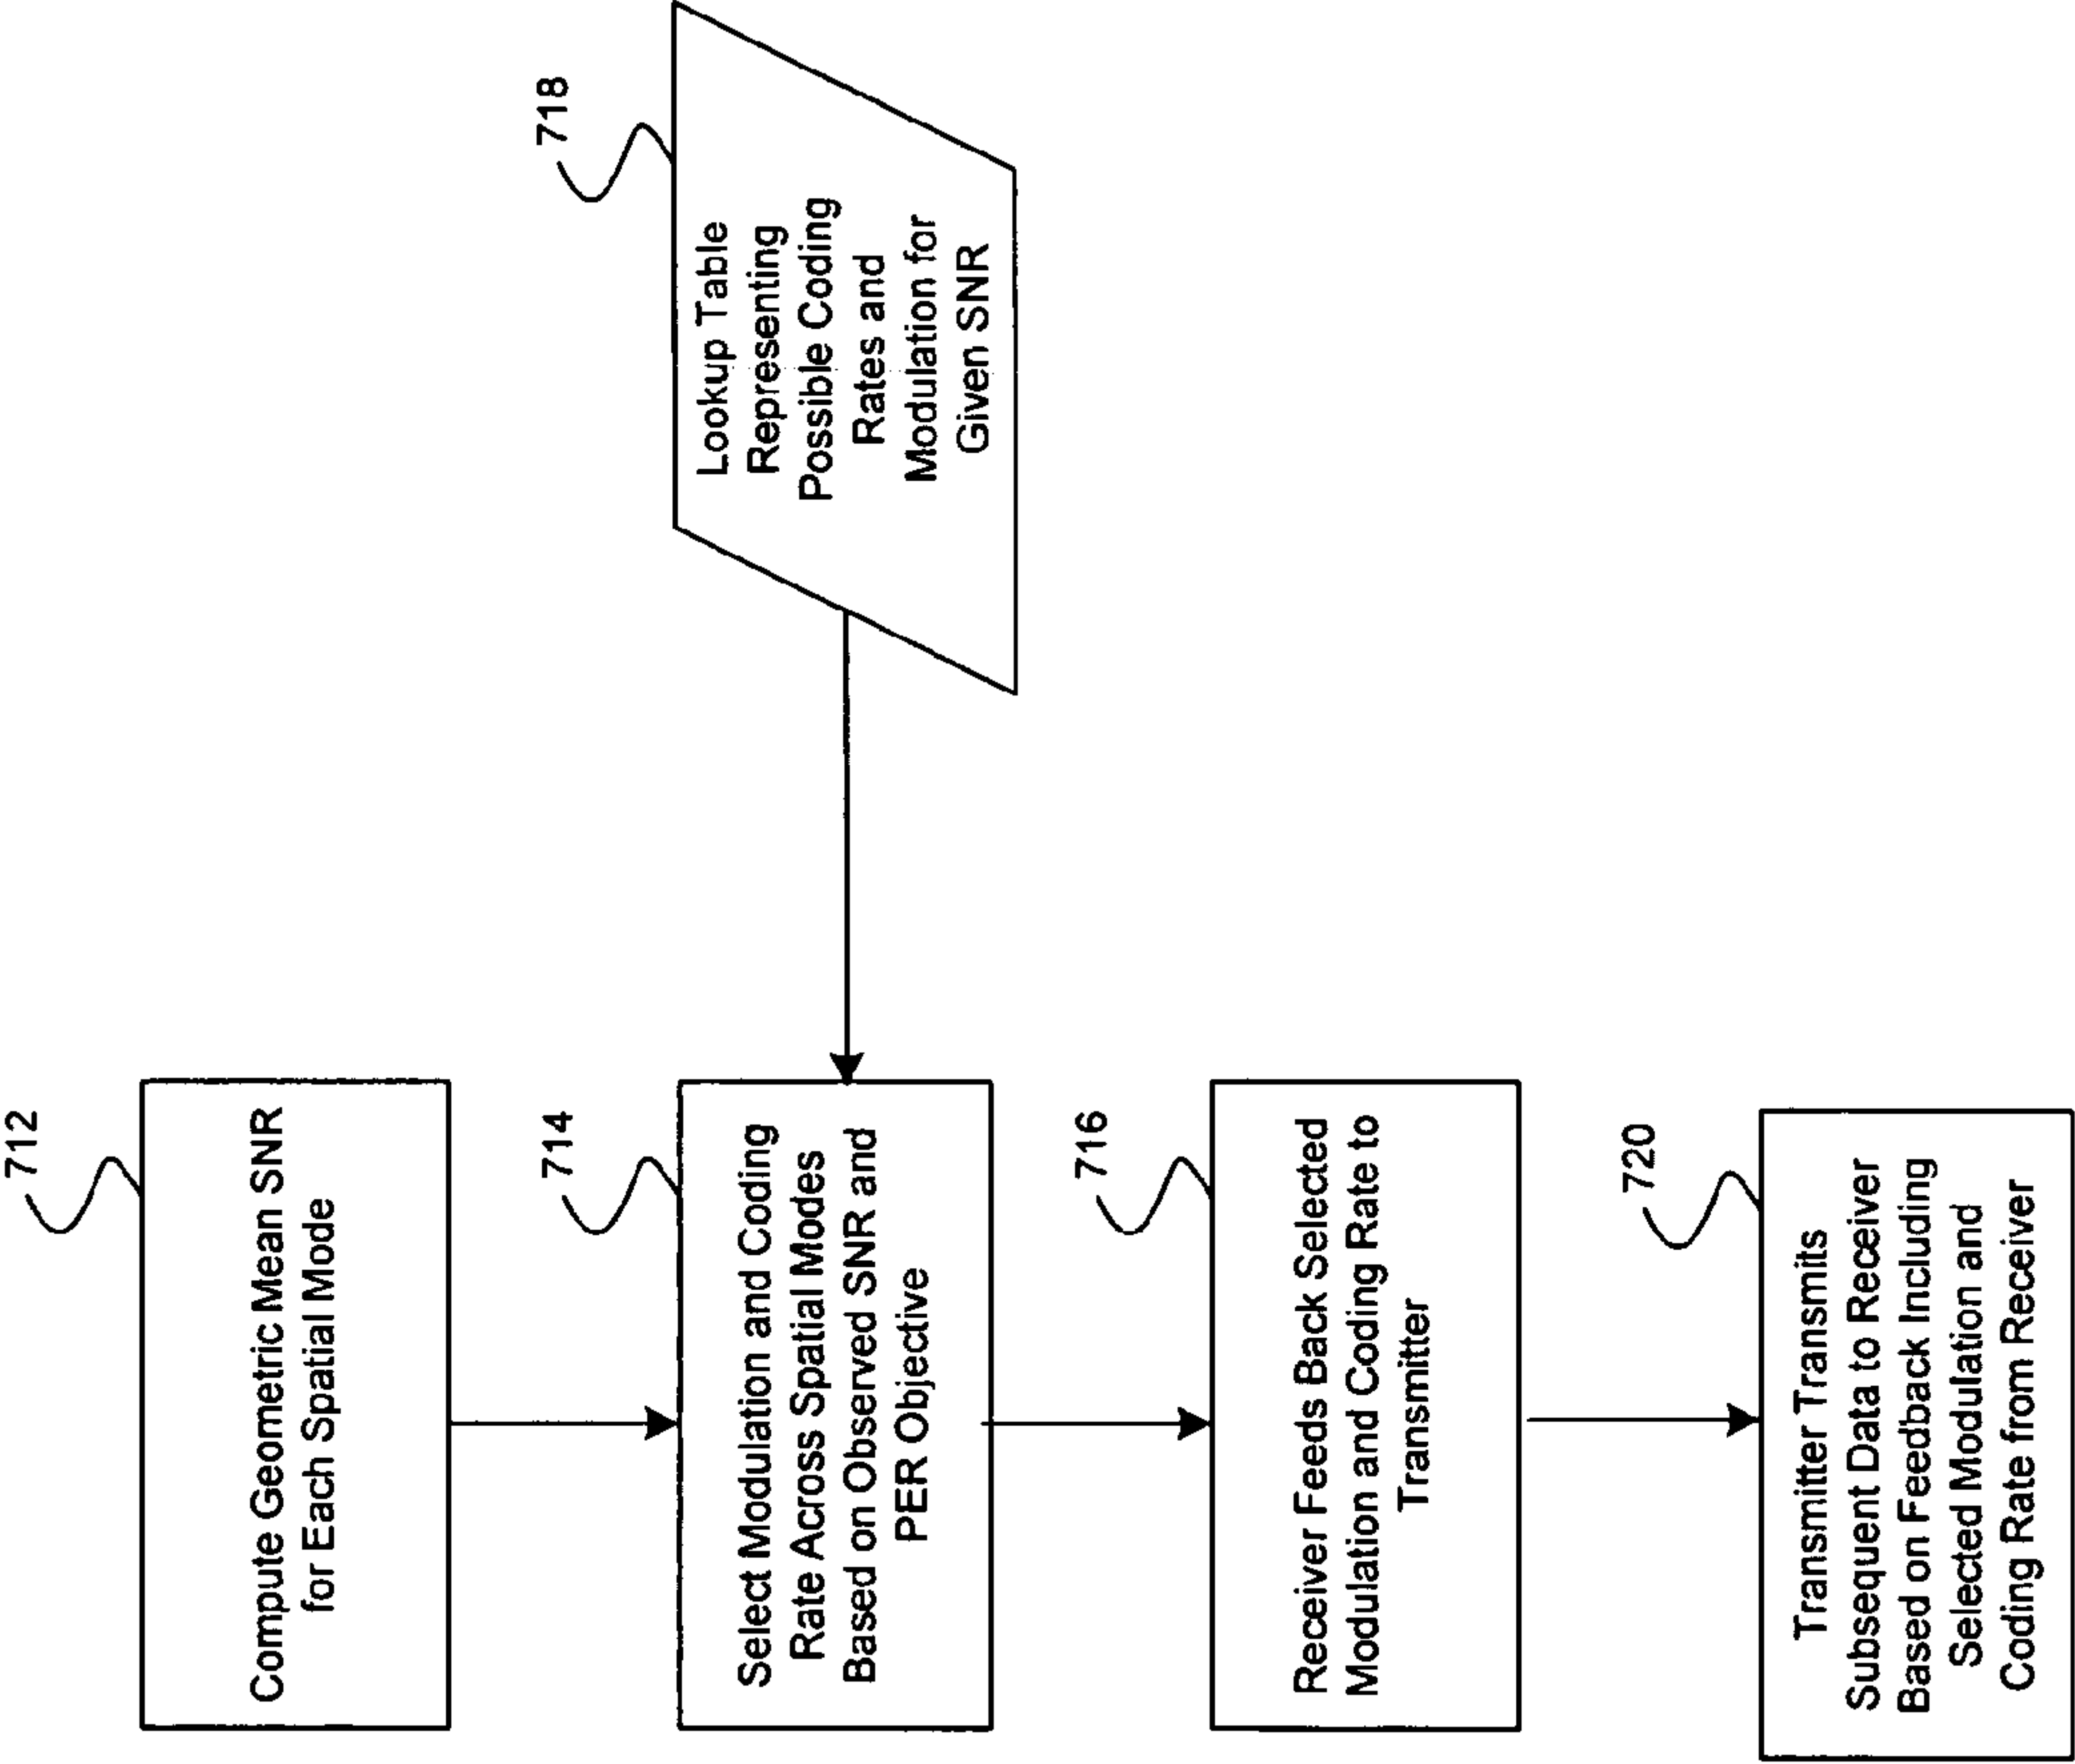 712
Compute Geometric Mean SNR
for Each Spatial Mode
714
Select Modulation and Coding
Rate Across Spatial Modes
Based on Observed SNR and
PER Objective
718
Lookup Table
Representing
Possible Coding
Rates and
Modulation for
Given SNR
716
Receiver Feeds Back Selected
Modulation and Coding Rate to
Transmitter
720
Transmitter Transmits
Subsequent Data to Receiver
Based on Feedback Including
Selected Modulation and
Coding Rate from Receiver